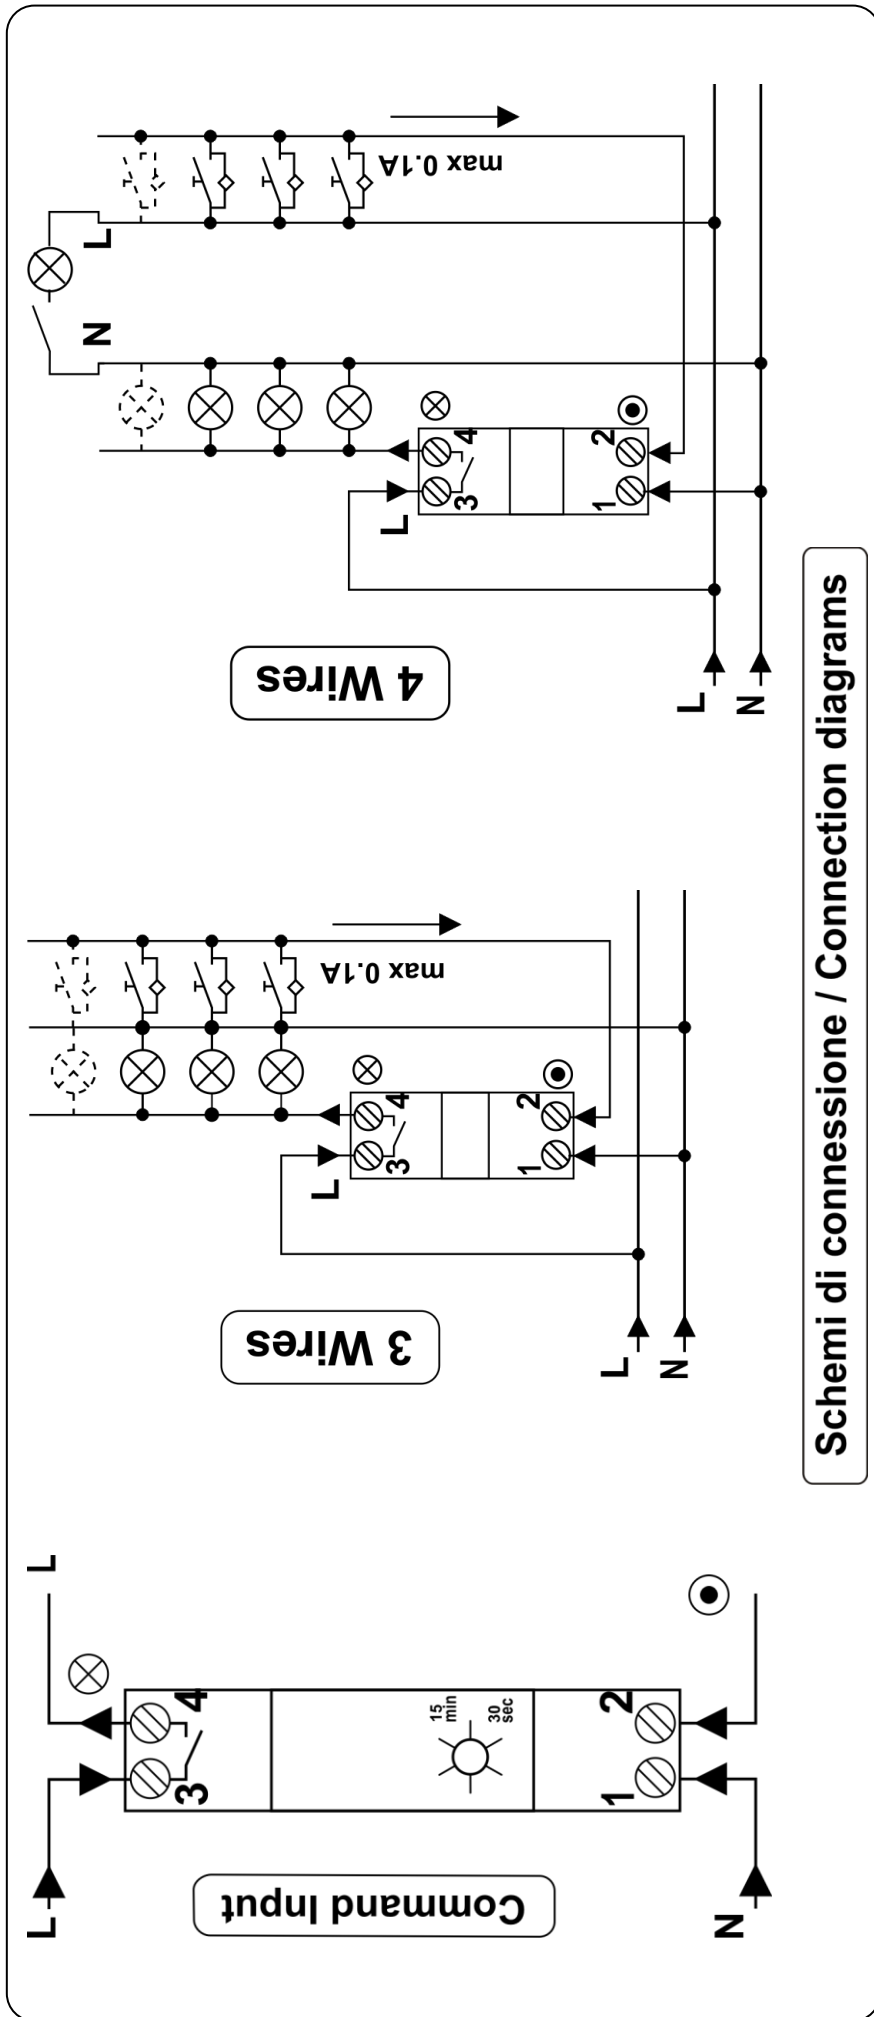 Schemi di connessione / Connection diagrams
Command Input
L
L
3
4
15
min
30
sec
1
2
N
3 Wires
L
3
4
max 0.1A
1
2
L
N
4 Wires
L
N
L
3
4
max 0.1A
1
2
L
N